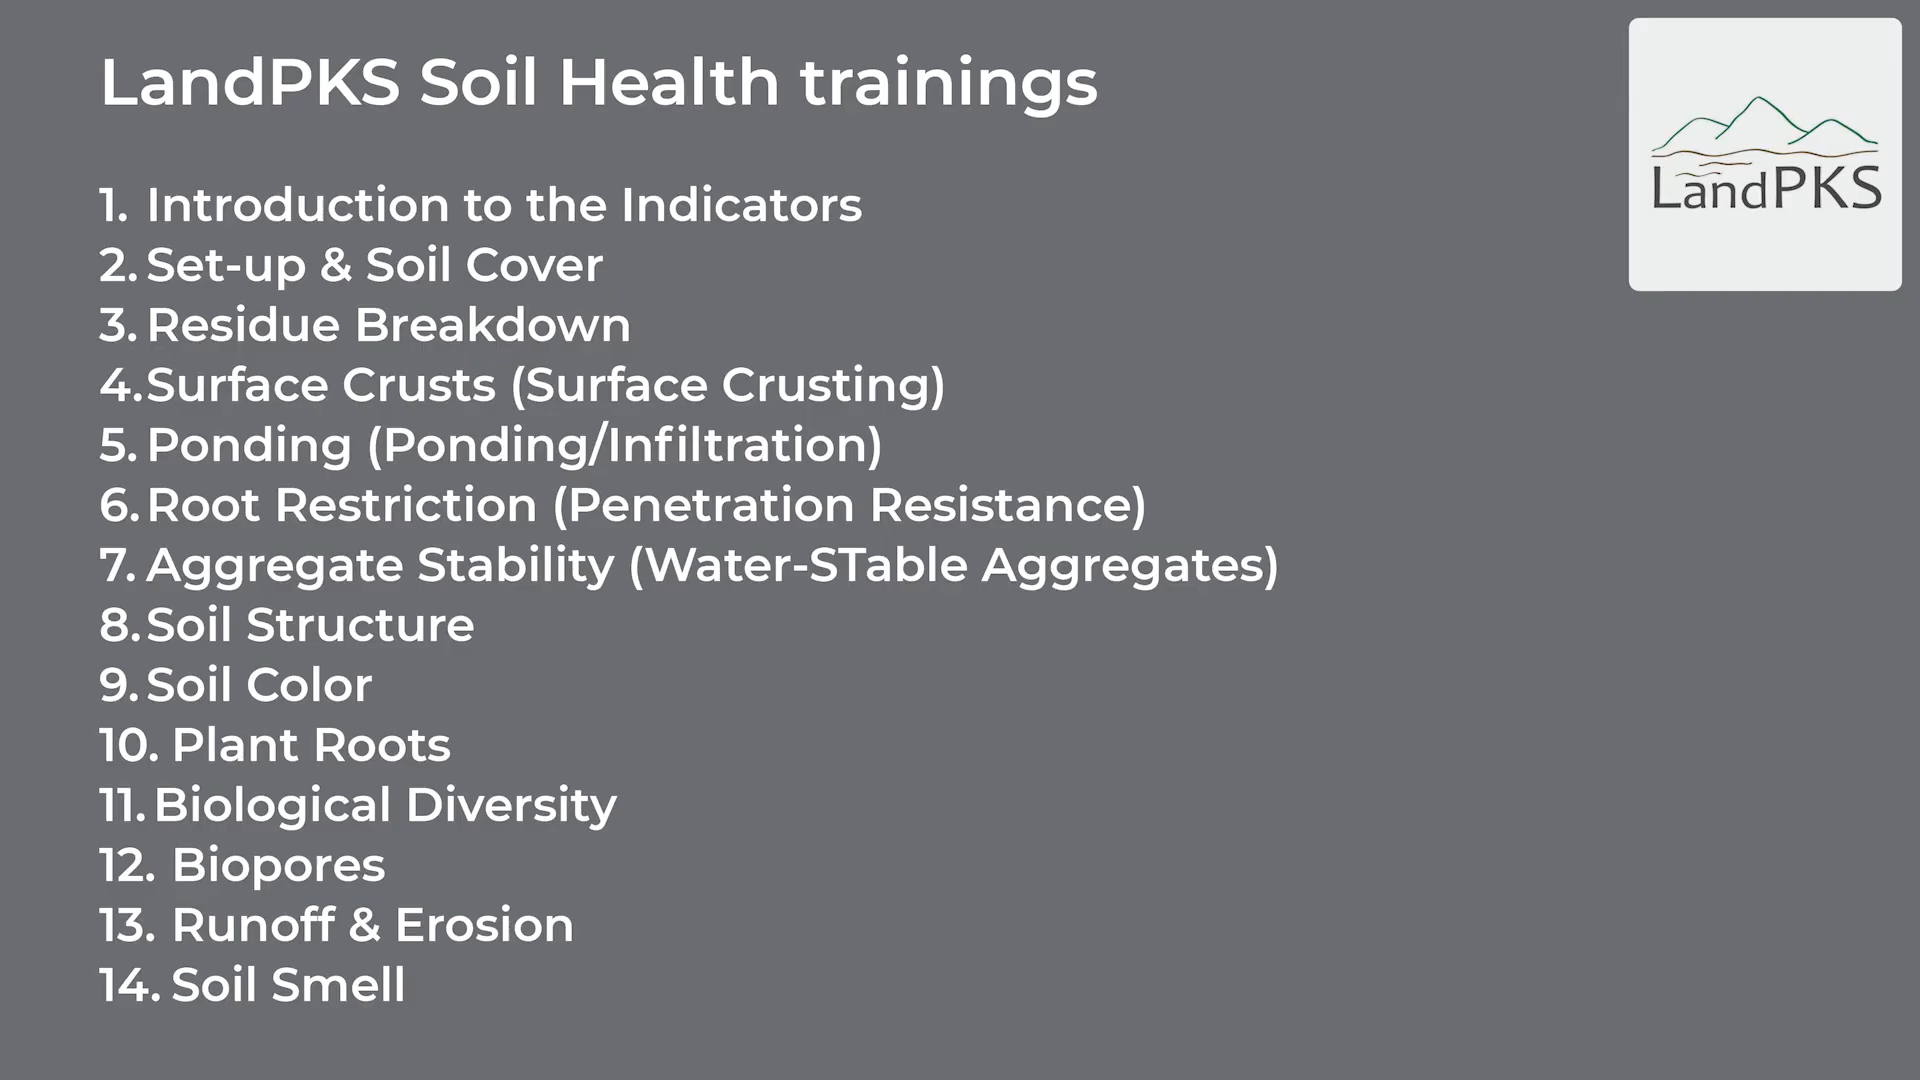 LandPKS Soil Health trainings
LandPKS
1. Introduction to the Indicators
2. Set-up & Soil Cover
3. Residue Breakdown
4. Surface Crusts (Surface Crusting)
5. Ponding (Ponding/Infiltration)
6. Root Restriction (Penetration Resistance)
7. Aggregate Stability (Water-STable Aggregates)
8. Soil Structure
9. Soil Color
10. Plant Roots
11. Biological Diversity
12. Biopores
13. Runoff & Erosion
14. Soil Smell